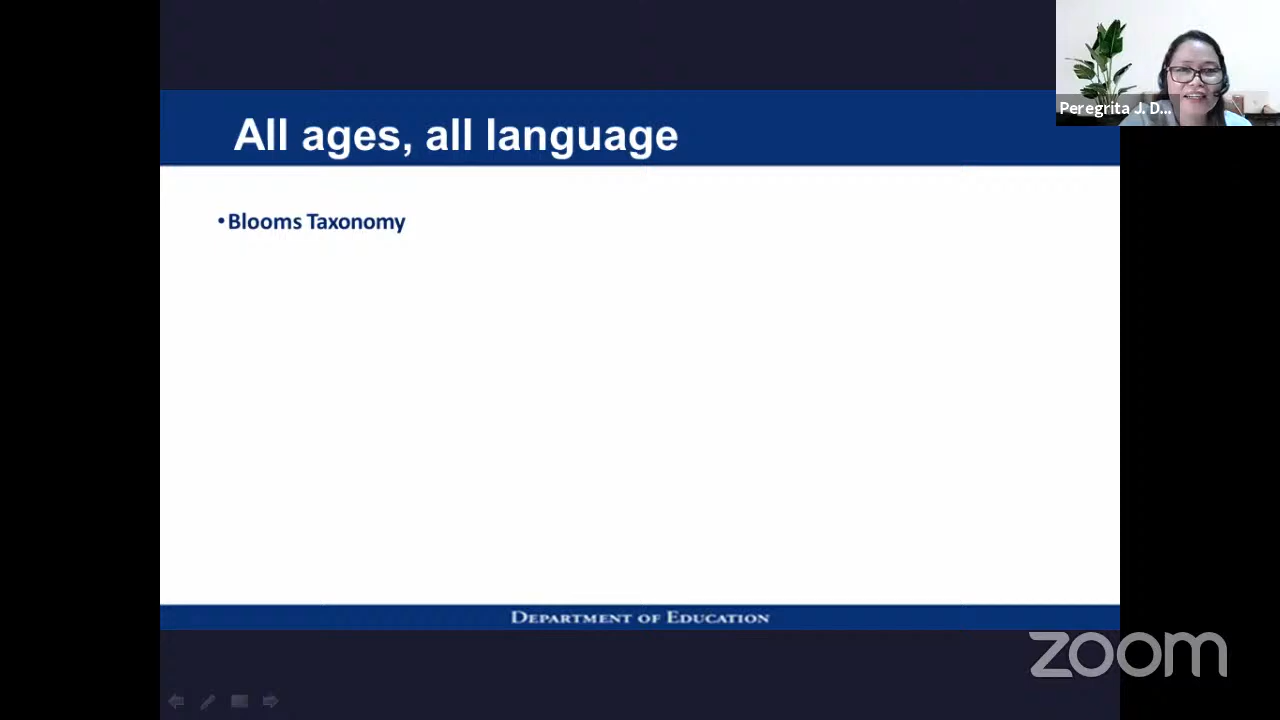 Peregrita J. D...
All ages, all language
•Blooms Taxonomy
DEPARTMENT OF EDUCATION
zoom